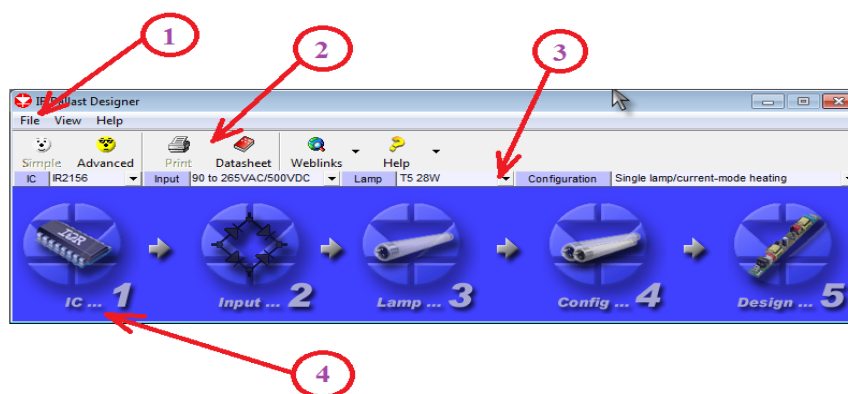 1
2
3
IR Ballast Designer
File View Help
Simple Advanced Print Datasheet Weblinks Help
IC IR2156 Input 90 to 265VAC/500VDC Lamp T5 28W Configuration Single lamp/current-mode heating
IC ... 1 Input ... 2 Lamp ... 3 Config ... 4 Design ... 5
4